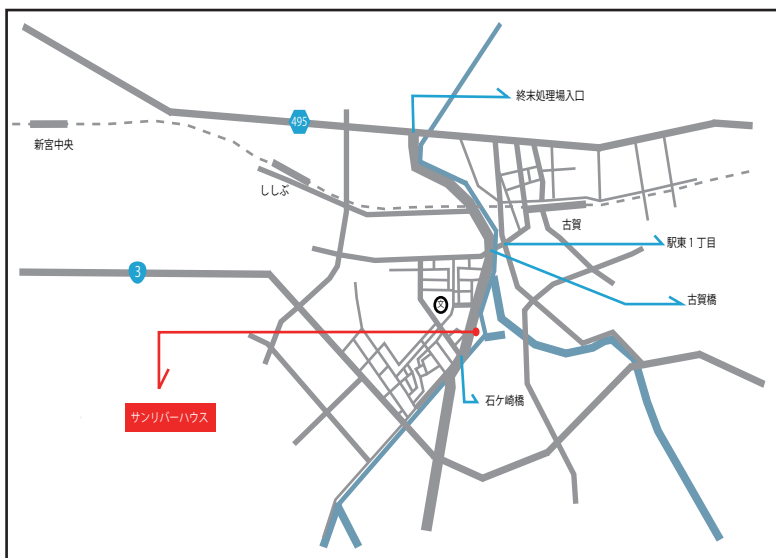 終末処理場入口
495
新宮中央
ししぶ
古賀
駅東1丁目
3
古賀橋
文
石ケ崎橋
サンリバーハウス